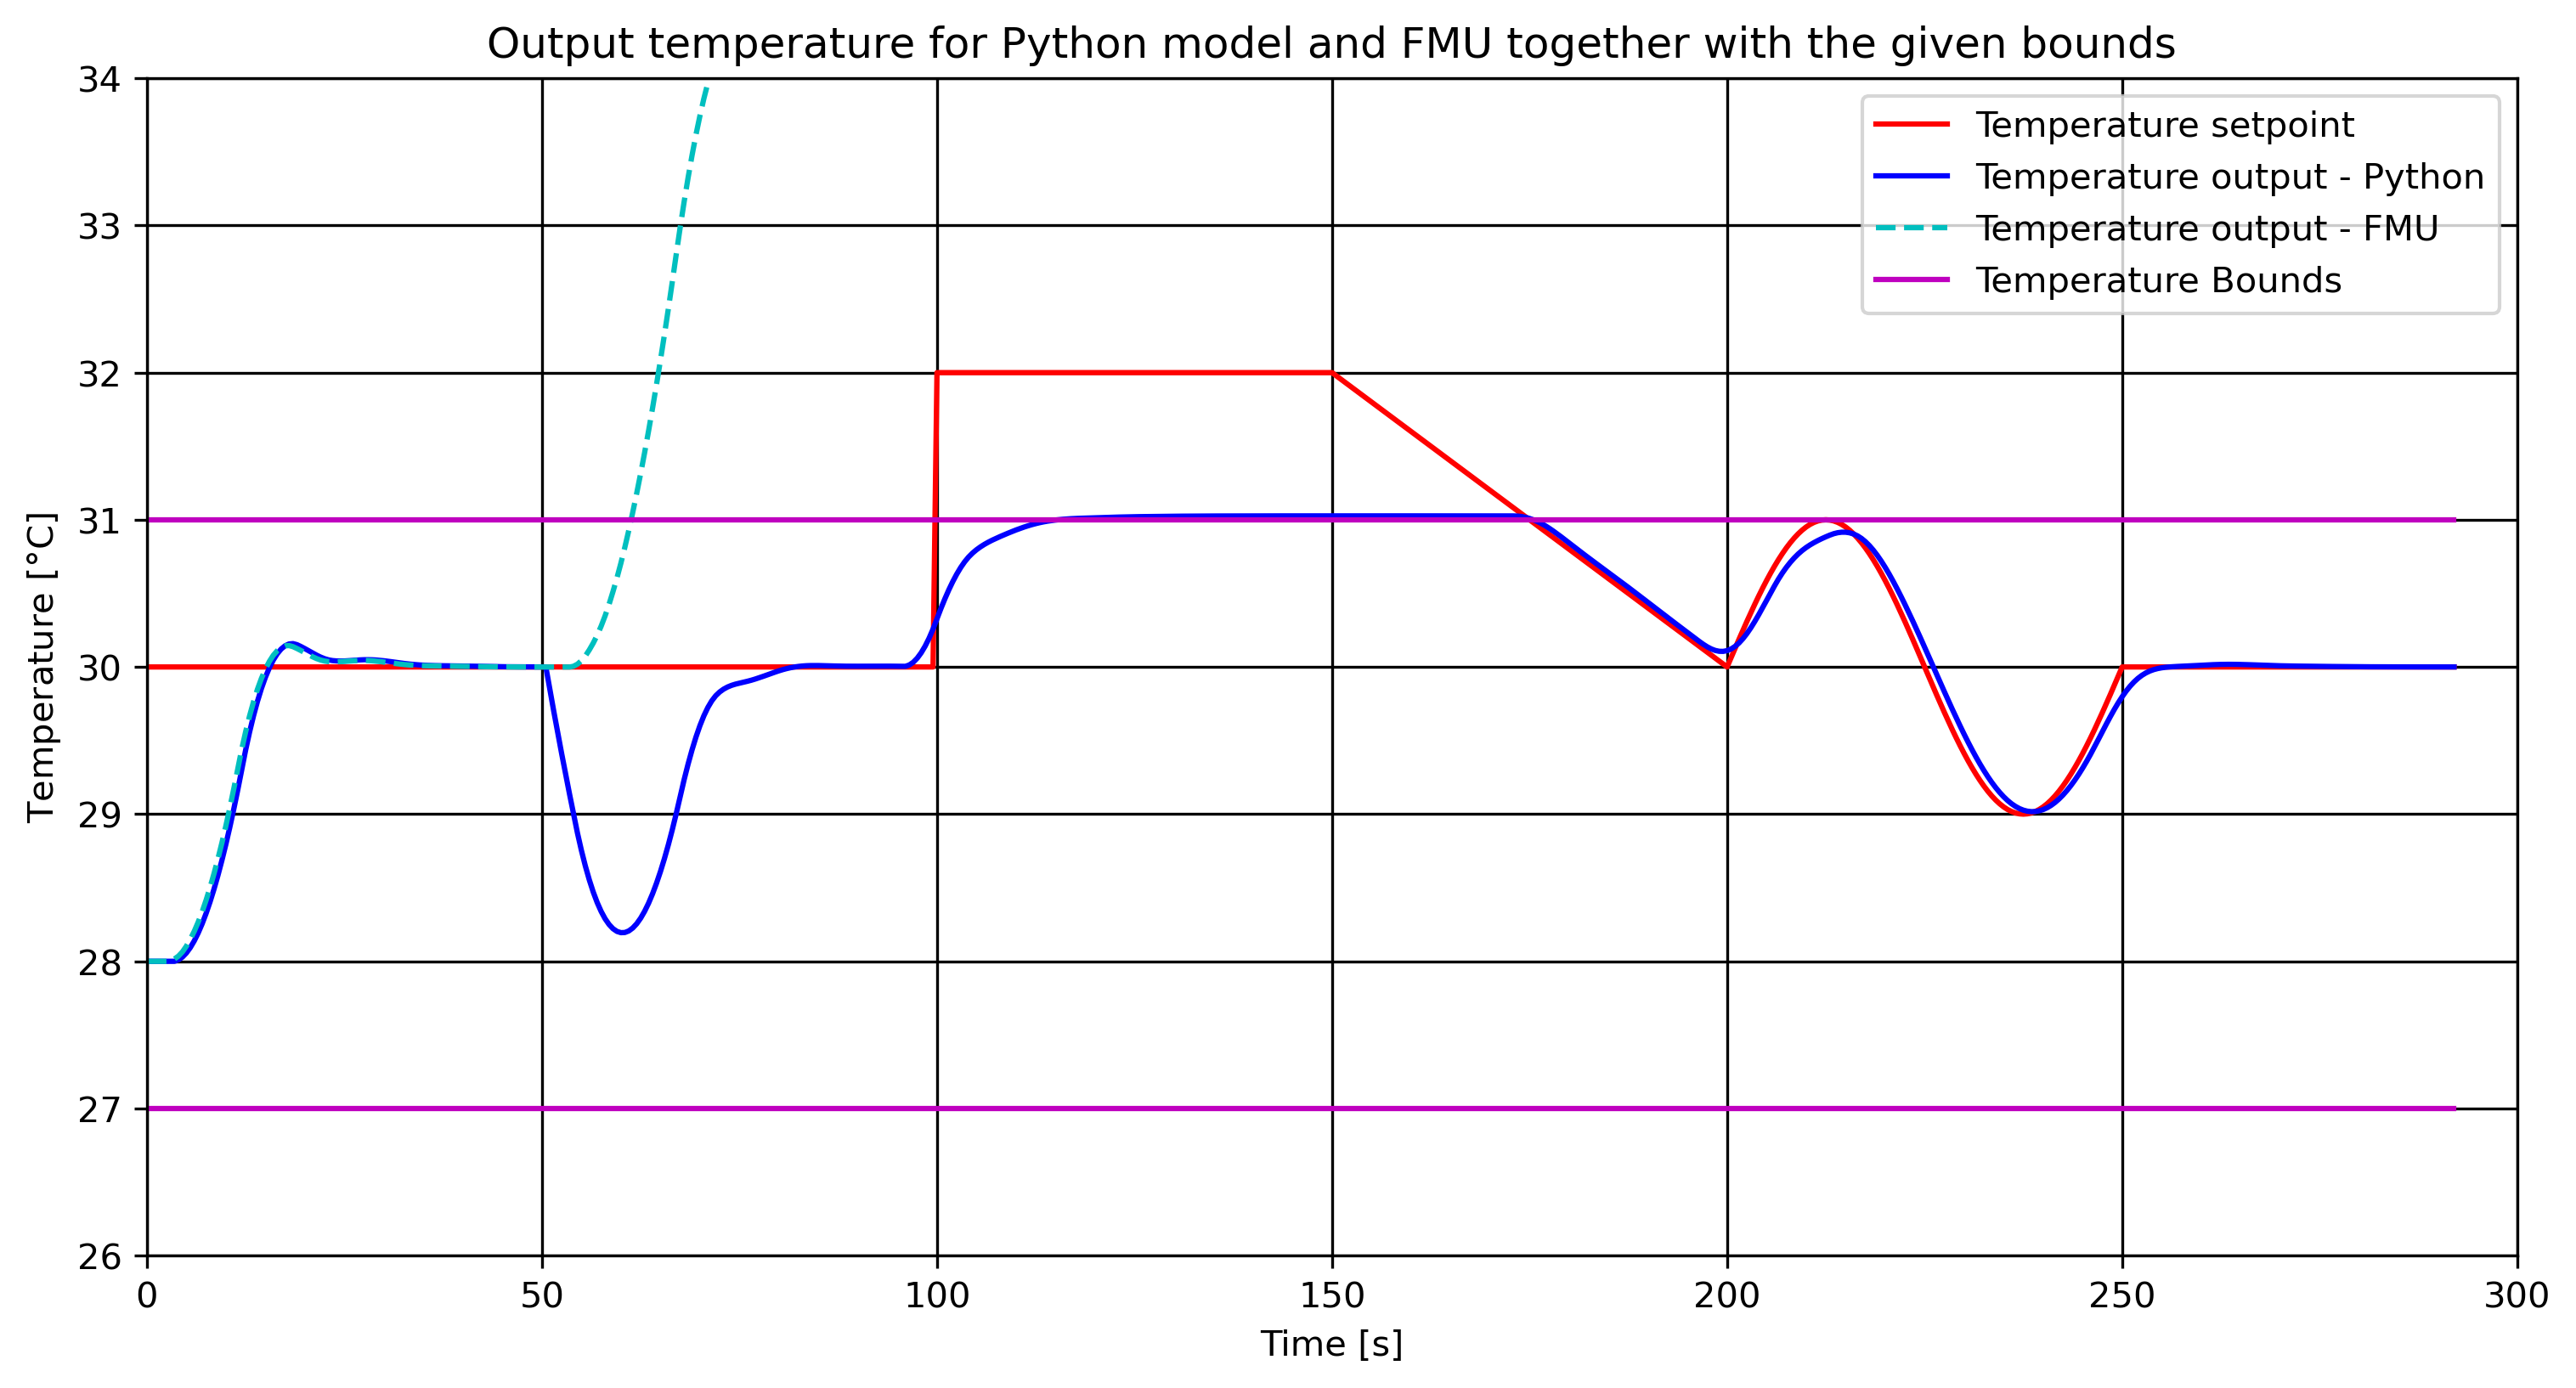 Output temperature for Python model and FMU together with the given bounds
34
33
32
31
30
29
28
27
26
Temperature [°C]
Temperature setpoint
Temperature output - Python
Temperature output - FMU
Temperature Bounds
0 50 100 150 200 250 300
Time [s]